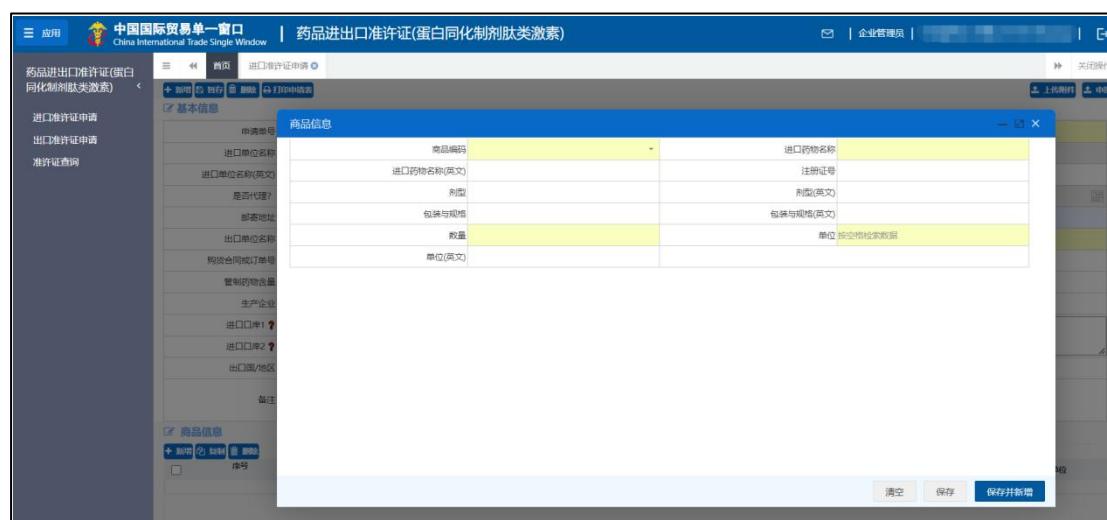 应用
中国国际贸易单一窗口
China International Trade Single Window
药品进出口准许证(蛋白同化制剂肽类激素)
企业管理员
药品进出口准许证(蛋白
同化制剂肽类激素)
进口准许证申请
出口准许证申请
准许证查询
首页
进口准许证申请
关闭操作
新增 暂存 删除 打印申请表
上传附件
基本信息
申请单号
进口单位名称
进口单位名称(英文)
是否代理?
邮寄地址
出口单位名称
购货合同或订单号
管制药物含量
生产企业
进口口岸1 ?
进口口岸2 ?
出口国/地区
备注
商品信息
商品编码
进口药物名称
进口药物名称(英文)
注册证号
剂型
剂型(英文)
包装与规格
包装与规格(英文)
数量
单位 按空格检索数据
单位(英文)
清空
保存
保存并新增
商品信息
新增 复制 删除
序号
单位